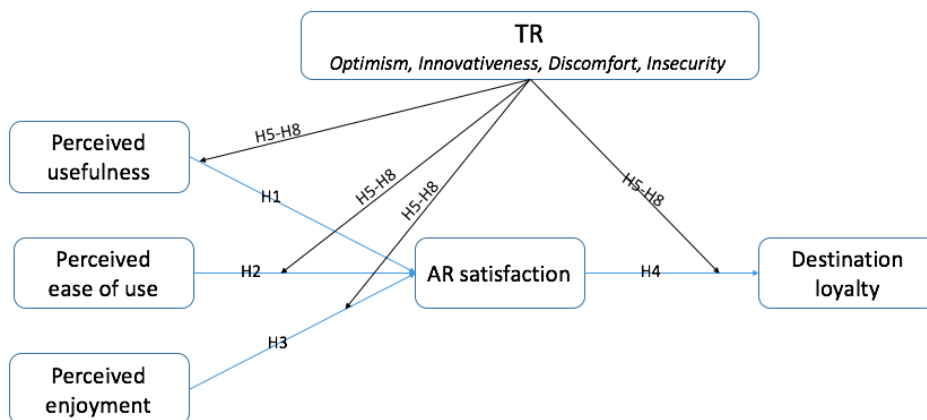 TR
Optimism, Innovativeness, Discomfort, Insecurity
H5-H8
Perceived
usefulness
H5-H8
H5-H8
H5-H8
H1
Perceived
ease of use
H2
AR satisfaction
H4
Destination
loyalty
H3
Perceived
enjoyment